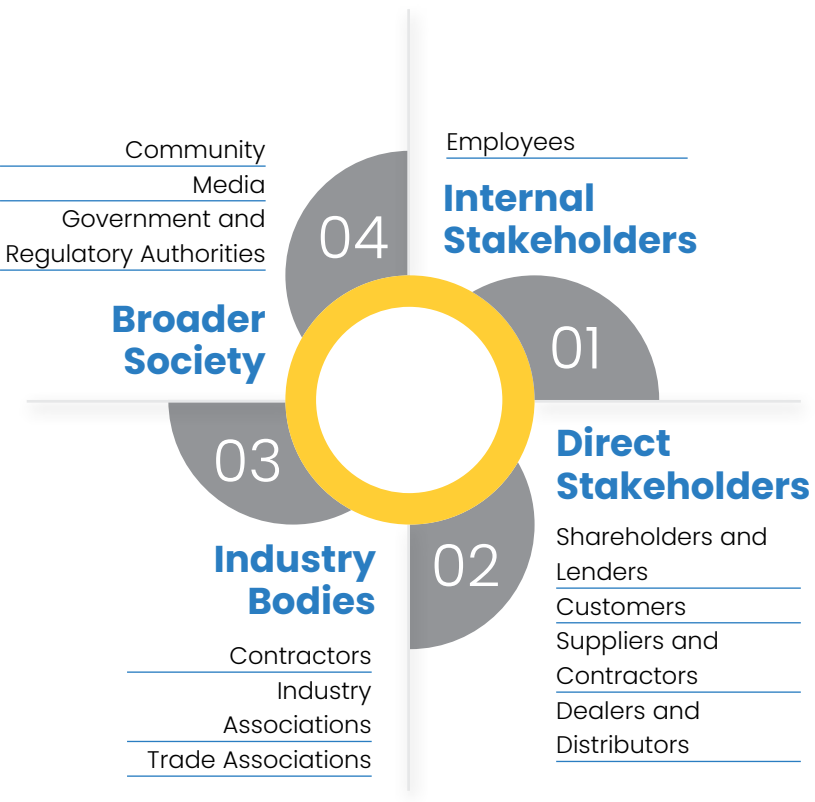 Employees
Internal
Stakeholders
01
Direct
Stakeholders
Shareholders and
Lenders
Customers
Suppliers and
Contractors
Dealers and
Distributors
02
03
Industry
Bodies
Contractors
Industry
Associations
Trade Associations
Community
Media
Government and
Regulatory Authorities
04
Broader
Society